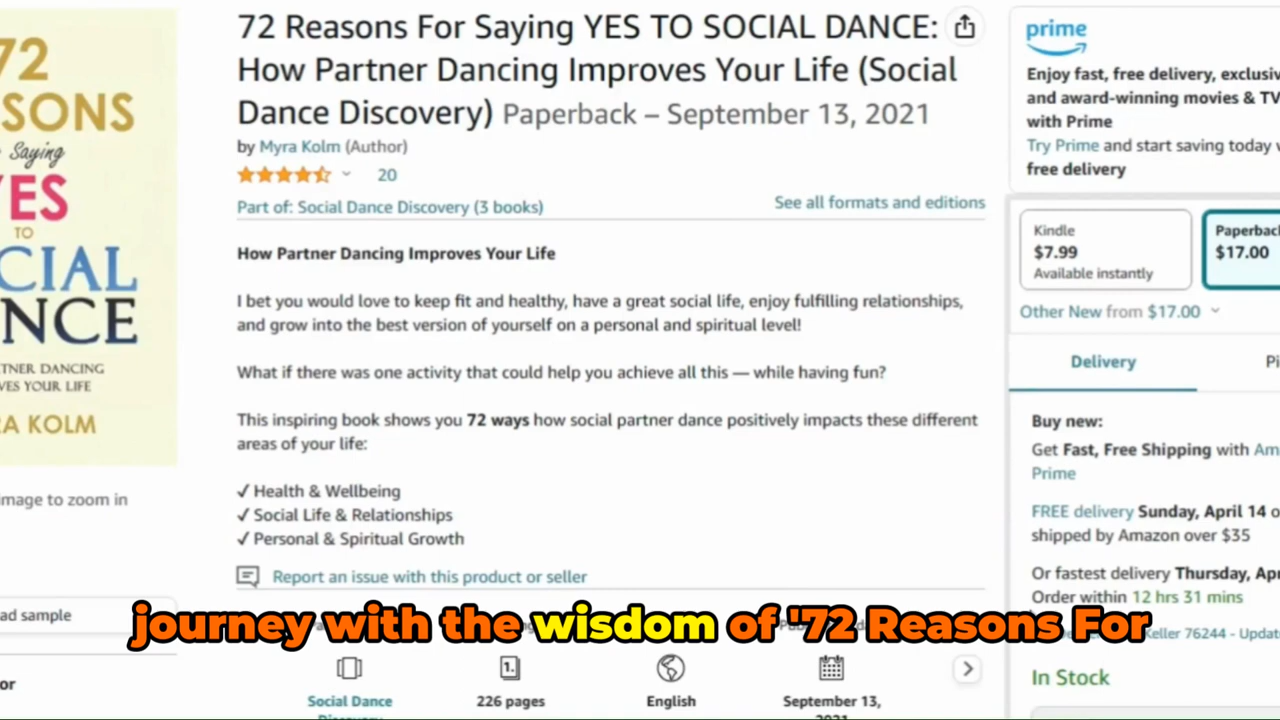 72 Reasons For Saying YES TO SOCIAL DANCE:
How Partner Dancing Improves Your Life (Social
Dance Discovery) Paperback – September 13, 2021
by Myra Kolm (Author)
20
Part of: Social Dance Discovery (3 books)
See all formats and editions
How Partner Dancing Improves Your Life
I bet you would love to keep fit and healthy, have a great social life, enjoy fulfilling relationships,
and grow into the best version of yourself on a personal and spiritual level!
What if there was one activity that could help you achieve all this — while having fun?
This inspiring book shows you 72 ways how social partner dance positively impacts these different
areas of your life:
✓ Health & Wellbeing
✓ Social Life & Relationships
✓ Personal & Spiritual Growth
Report an issue with this product or seller
journey with the wisdom of '72 Reasons For
Social Dance
226 pages
English
September 13,
72
SONS
Saying
YES
TO
CIAL
NCE
TNER DANCING
VES YOUR LIFE
RA KOLM
image to zoom in
ad sample
or
prime
Enjoy fast, free delivery, exclusiv
and award-winning movies & TV
with Prime
Try Prime and start saving today w
free delivery
Kindle
$7.99
Available instantly
Paperback
$17.00
Other New from $17.00
Delivery
Pi
Buy new:
Get Fast, Free Shipping with Am
Prime
FREE delivery Sunday, April 14 o
shipped by Amazon over $35
Or fastest delivery Thursday, Apr
Order within 12 hrs 31 mins
Keller 76244 - Updat
In Stock